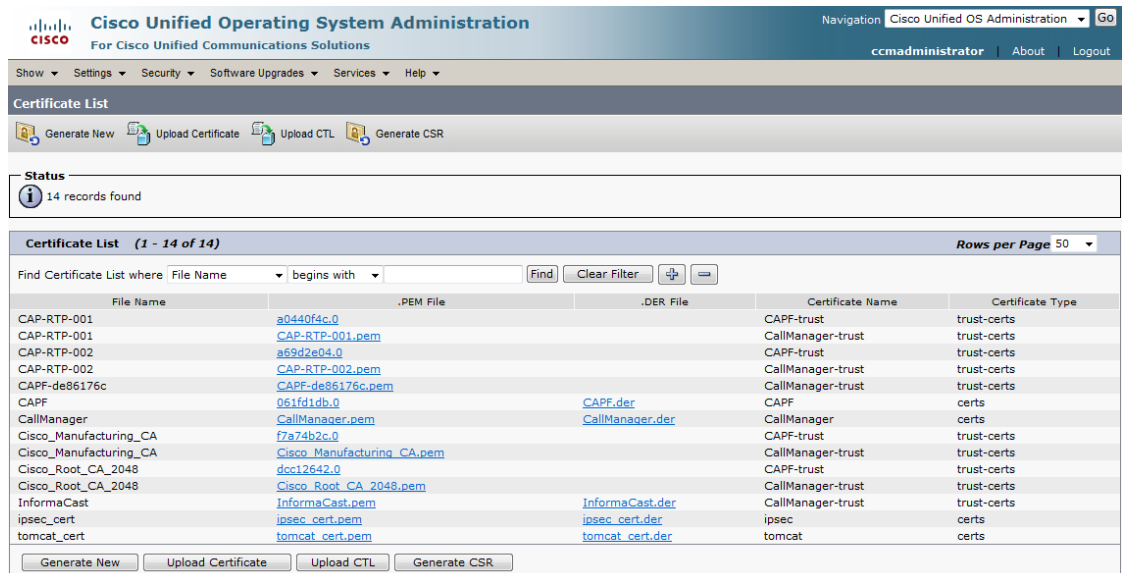 Cisco Unified Operating System Administration
Navigation Cisco Unified OS Administration Go
CISCO
For Cisco Unified Communications Solutions
ccmadministrator | About | Logout
Show Settings Security Software Upgrades Services Help
Certificate List
Generate New Upload Certificate Upload CTL Generate CSR
Status
14 records found
Certificate List (1 - 14 of 14) Rows per Page 50
Find Certificate List where File Name begins with Find Clear Filter
File Name .PEM File .DER File Certificate Name Certificate Type
CAP-RTP-001 a0440f4c.0 CAPF-trust trust-certs
CAP-RTP-001 CAP-RTP-001.pem CallManager-trust trust-certs
CAP-RTP-002 a69d2e04.0 CAPF-trust trust-certs
CAP-RTP-002 CAP-RTP-002.pem CallManager-trust trust-certs
CAPF-de86176c CAPF-de86176c.pem CallManager-trust trust-certs
CAPF 061fd1db.0 CAPF.der CAPF certs
CallManager CallManager.pem CallManager.der CallManager certs
Cisco_Manufacturing_CA f7a74b2c.0 CAPF-trust trust-certs
Cisco_Manufacturing_CA Cisco_Manufacturing_CA.pem CallManager-trust trust-certs
Cisco_Root_CA_2048 dcc12642.0 CAPF-trust trust-certs
Cisco_Root_CA_2048 Cisco_Root_CA_2048.pem CallManager-trust trust-certs
InformaCast InformaCast.pem InformaCast.der CallManager-trust trust-certs
ipsec_cert ipsec_cert.pem ipsec_cert.der ipsec certs
tomcat_cert tomcat_cert.pem tomcat_cert.der tomcat certs
Generate New Upload Certificate Upload CTL Generate CSR